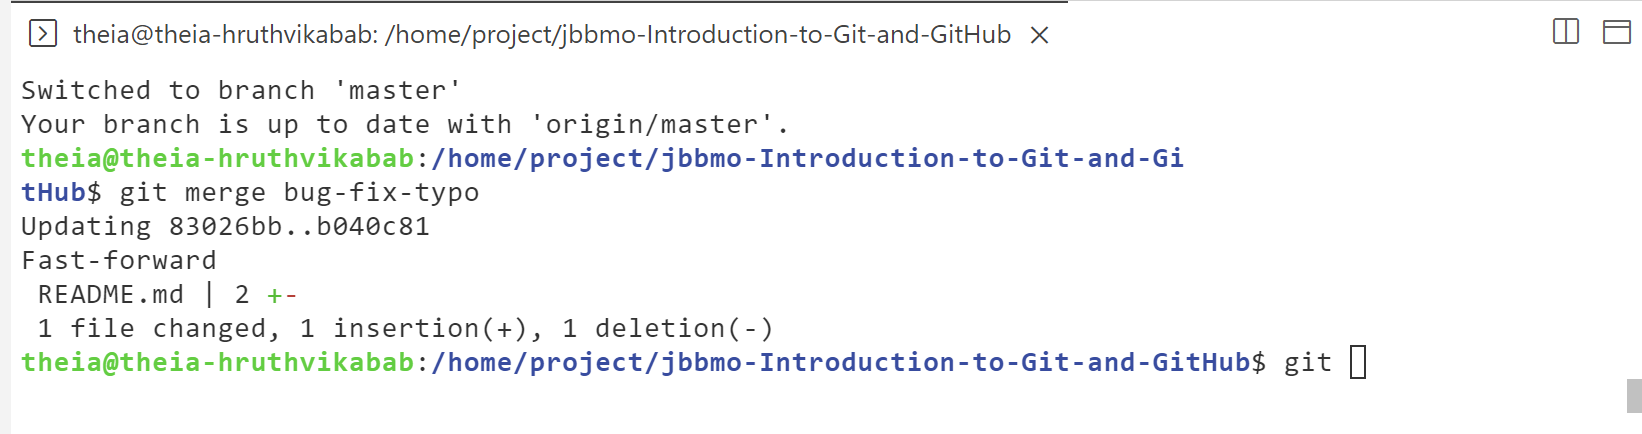 theia@theia-hruthvikabab: /home/project/jbbmo-Introduction-to-Git-and-GitHub
Switched to branch 'master'
Your branch is up to date with 'origin/master'.
theia@theia-hruthvikabab:/home/project/jbbmo-Introduction-to-Git-and-Gi
tHub$ git merge bug-fix-typo
Updating 83026bb..b040c81
Fast-forward
 README.md | 2 +-
 1 file changed, 1 insertion(+), 1 deletion(-)
theia@theia-hruthvikabab:/home/project/jbbmo-Introduction-to-Git-and-GitHub$ git